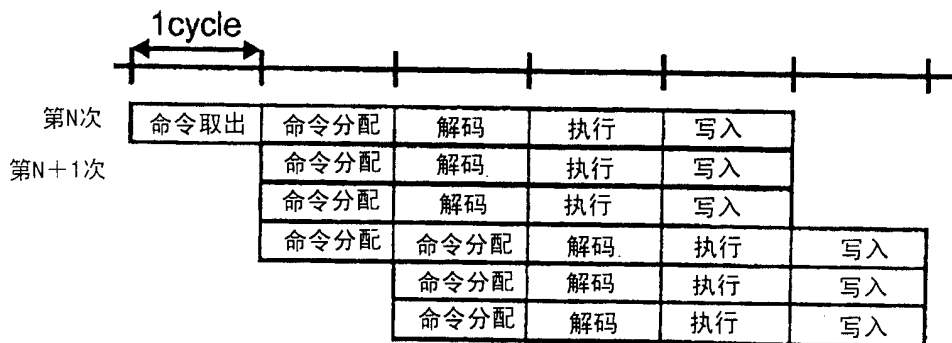 1cycle
第N次 命令取出 命令分配 解码 执行 写入
第N+1次 命令分配 解码 执行 写入
命令分配 解码 执行 写入
命令分配 命令分配 解码 执行 写入
命令分配 解码 执行 写入
命令分配 解码 执行 写入